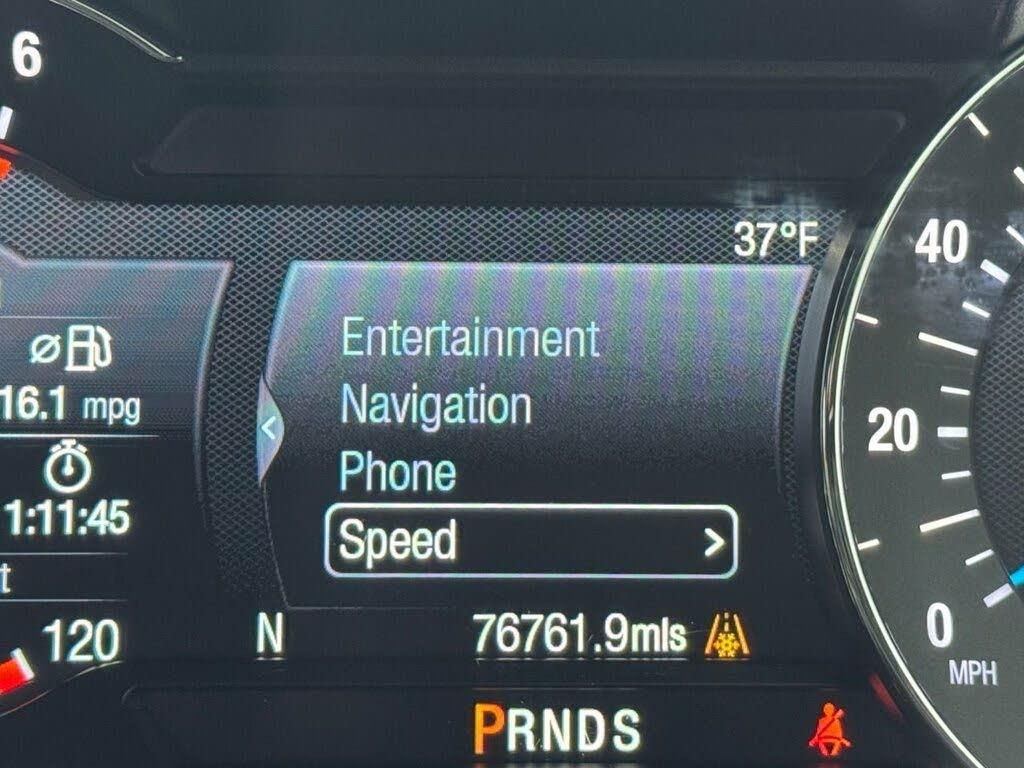 6
37°F
40
Entertainment
16.1 mpg
Navigation
20
Phone
1:11:45
Speed >
t
120
N
76761.9mls
0
MPH
PRNDS